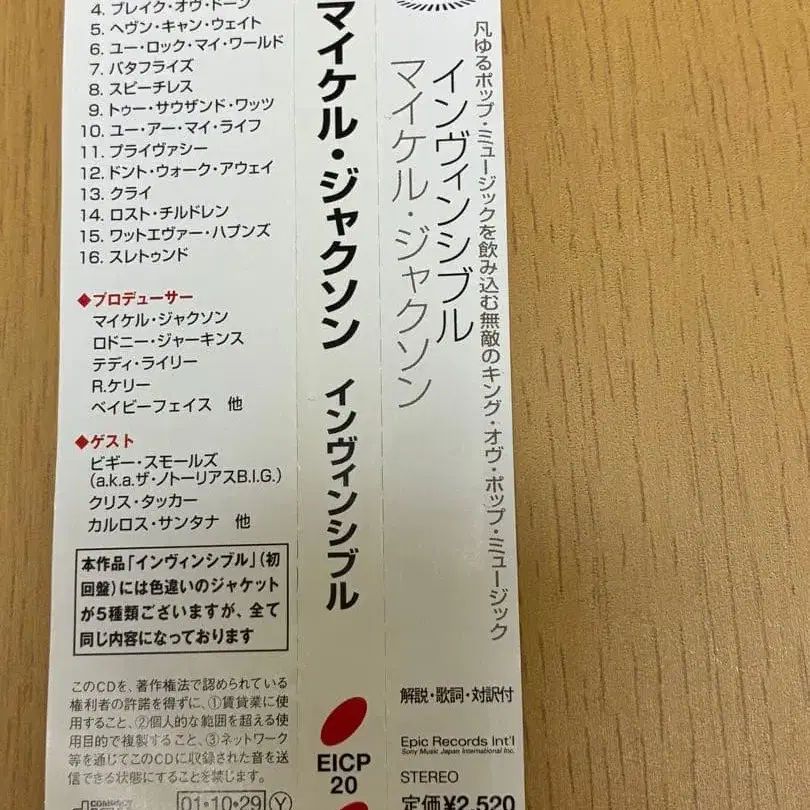 4. ブレイク・オヴ・ドーン
5. ヘヴン・キャン・ウェイト
6. ユー・ロック・マイ・ワールド
7. バタフライズ
8. スピーチレス
9. トゥー・サウザンド・ワッツ
10. ユー・アー・マイ・ライフ
11. プライヴァシー
12. ドント・ウォーク・アウェイ
13. クライ
14. ロスト・チルドレン
15. ワットエヴァー・ハプンズ
16. スレトゥンド
◆プロデューサー
マイケル・ジャクソン
ロドニー・ジャーキンス
テディ・ライリー
R.ケリー
ベイビーフェイス 他
◆ゲスト
ビギー・スモールズ
(a.k.a.ザ・ノトーリアスB.I.G.)
クリス・タッカー
カルロス・サンタナ 他
本作品「インヴィンシブル」(初
回盤)には色違いのジャケット
が5種類ございますが、全て
同じ内容になっております
このCDを、著作権法で認められている
権利者の許諾を得ずに、①賃貸業に使
用すること、②個人的な範囲を超える使
用目的で複製すること、③ネットワーク
等を通じてこのCDに収録された音を送
信できる状態にすることを禁じます。
COMPACT
01・10・29 Y
マイケル・ジャクソン インヴィンシブル
EICP
20
凡ゆるポップ・ミュージックを飲み込む無敵のキング・オヴ・ポップ・ミュージック
インヴィンシブル
マイケル・ジャクソン
解説・歌詞・対訳付
Epic Records Int'l
Sony Music Japan International Inc.
STEREO
定価¥2,520